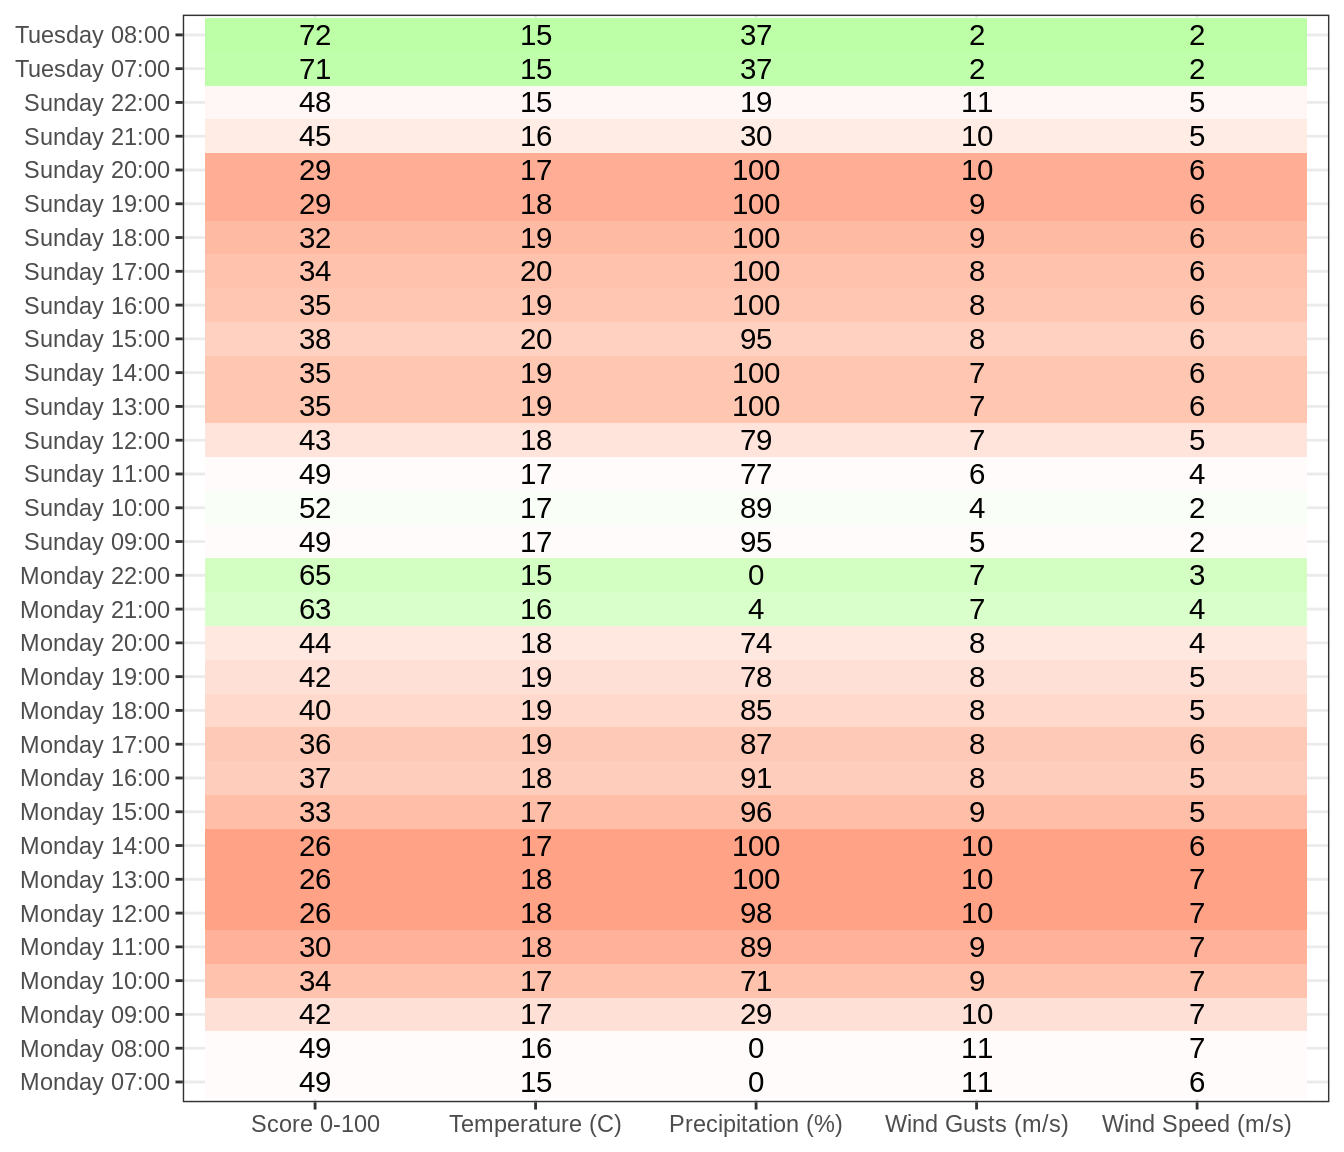 Tuesday 08:00 72 15 37 2 2
Tuesday 07:00 71 15 37 2 2
Sunday 22:00 48 15 19 11 5
Sunday 21:00 45 16 30 10 5
Sunday 20:00 29 17 100 10 6
Sunday 19:00 29 18 100 9 6
Sunday 18:00 32 19 100 9 6
Sunday 17:00 34 20 100 8 6
Sunday 16:00 35 19 100 8 6
Sunday 15:00 38 20 95 8 6
Sunday 14:00 35 19 100 7 6
Sunday 13:00 35 19 100 7 6
Sunday 12:00 43 18 79 7 5
Sunday 11:00 49 17 77 6 4
Sunday 10:00 52 17 89 4 2
Sunday 09:00 49 17 95 5 2
Monday 22:00 65 15 0 7 3
Monday 21:00 63 16 4 7 4
Monday 20:00 44 18 74 8 4
Monday 19:00 42 19 78 8 5
Monday 18:00 40 19 85 8 5
Monday 17:00 36 19 87 8 6
Monday 16:00 37 18 91 8 5
Monday 15:00 33 17 96 9 5
Monday 14:00 26 17 100 10 6
Monday 13:00 26 18 100 10 7
Monday 12:00 26 18 98 10 7
Monday 11:00 30 18 89 9 7
Monday 10:00 34 17 71 9 7
Monday 09:00 42 17 29 10 7
Monday 08:00 49 16 0 11 7
Monday 07:00 49 15 0 11 6
Score 0-100 Temperature (C) Precipitation (%) Wind Gusts (m/s) Wind Speed (m/s)